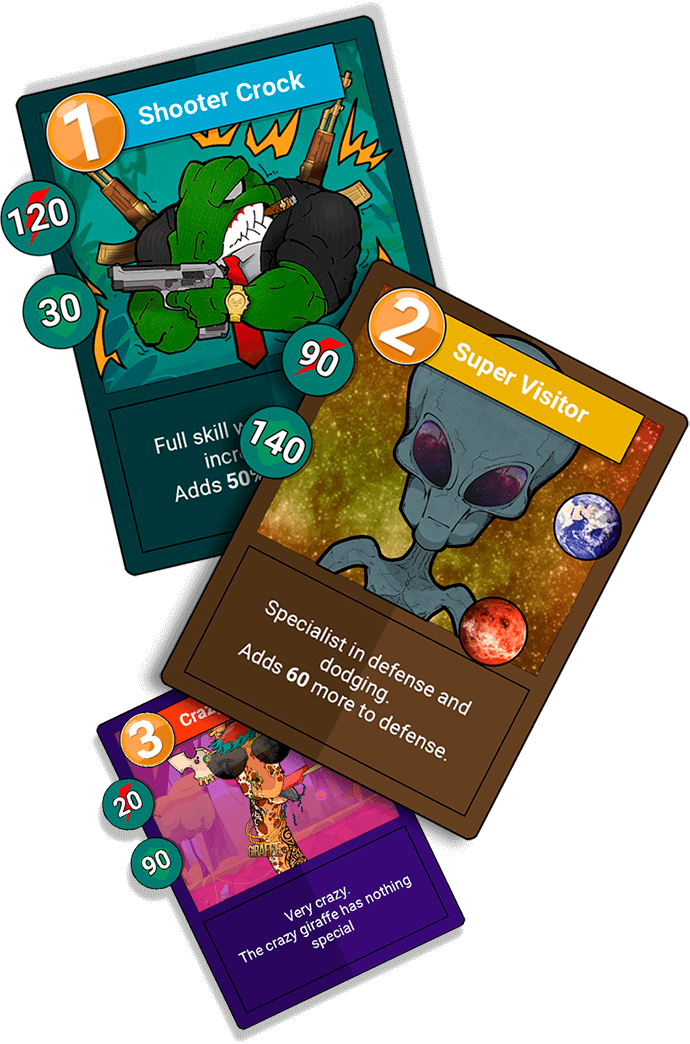 1
Shooter Crock
120
30
Full skill
Adds 50%
2
Super Visitor
90
140
Specialist in defense and
dodging.
Adds 60 more to defense.
3
20
90
GIRAFFE
Very crazy.
The crazy giraffe has nothing
special